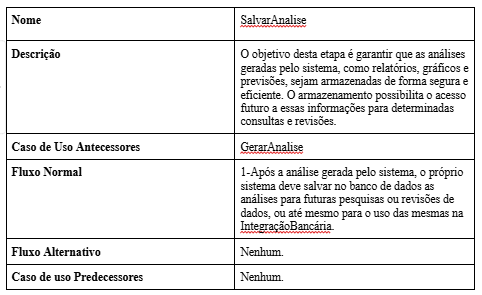 Nome
SalvarAnalise
Descrição
O objetivo desta etapa é garantir que as análises
geradas pelo sistema, como relatórios, gráficos e
previsões, sejam armazenadas de forma segura e
eficiente. O armazenamento possibilita o acesso
futuro a essas informações para determinadas
consultas e revisões.
Caso de Uso Antecessores
GerarAnalise
Fluxo Normal
1-Após a análise gerada pelo sistema, o próprio
sistema deve salvar no banco de dados as
análises para futuras pesquisas ou revisões de
dados, ou até mesmo para o uso das mesmas na
IntegraçãoBancária.
Fluxo Alternativo
Nenhum.
Caso de uso Predecessores
Nenhum.